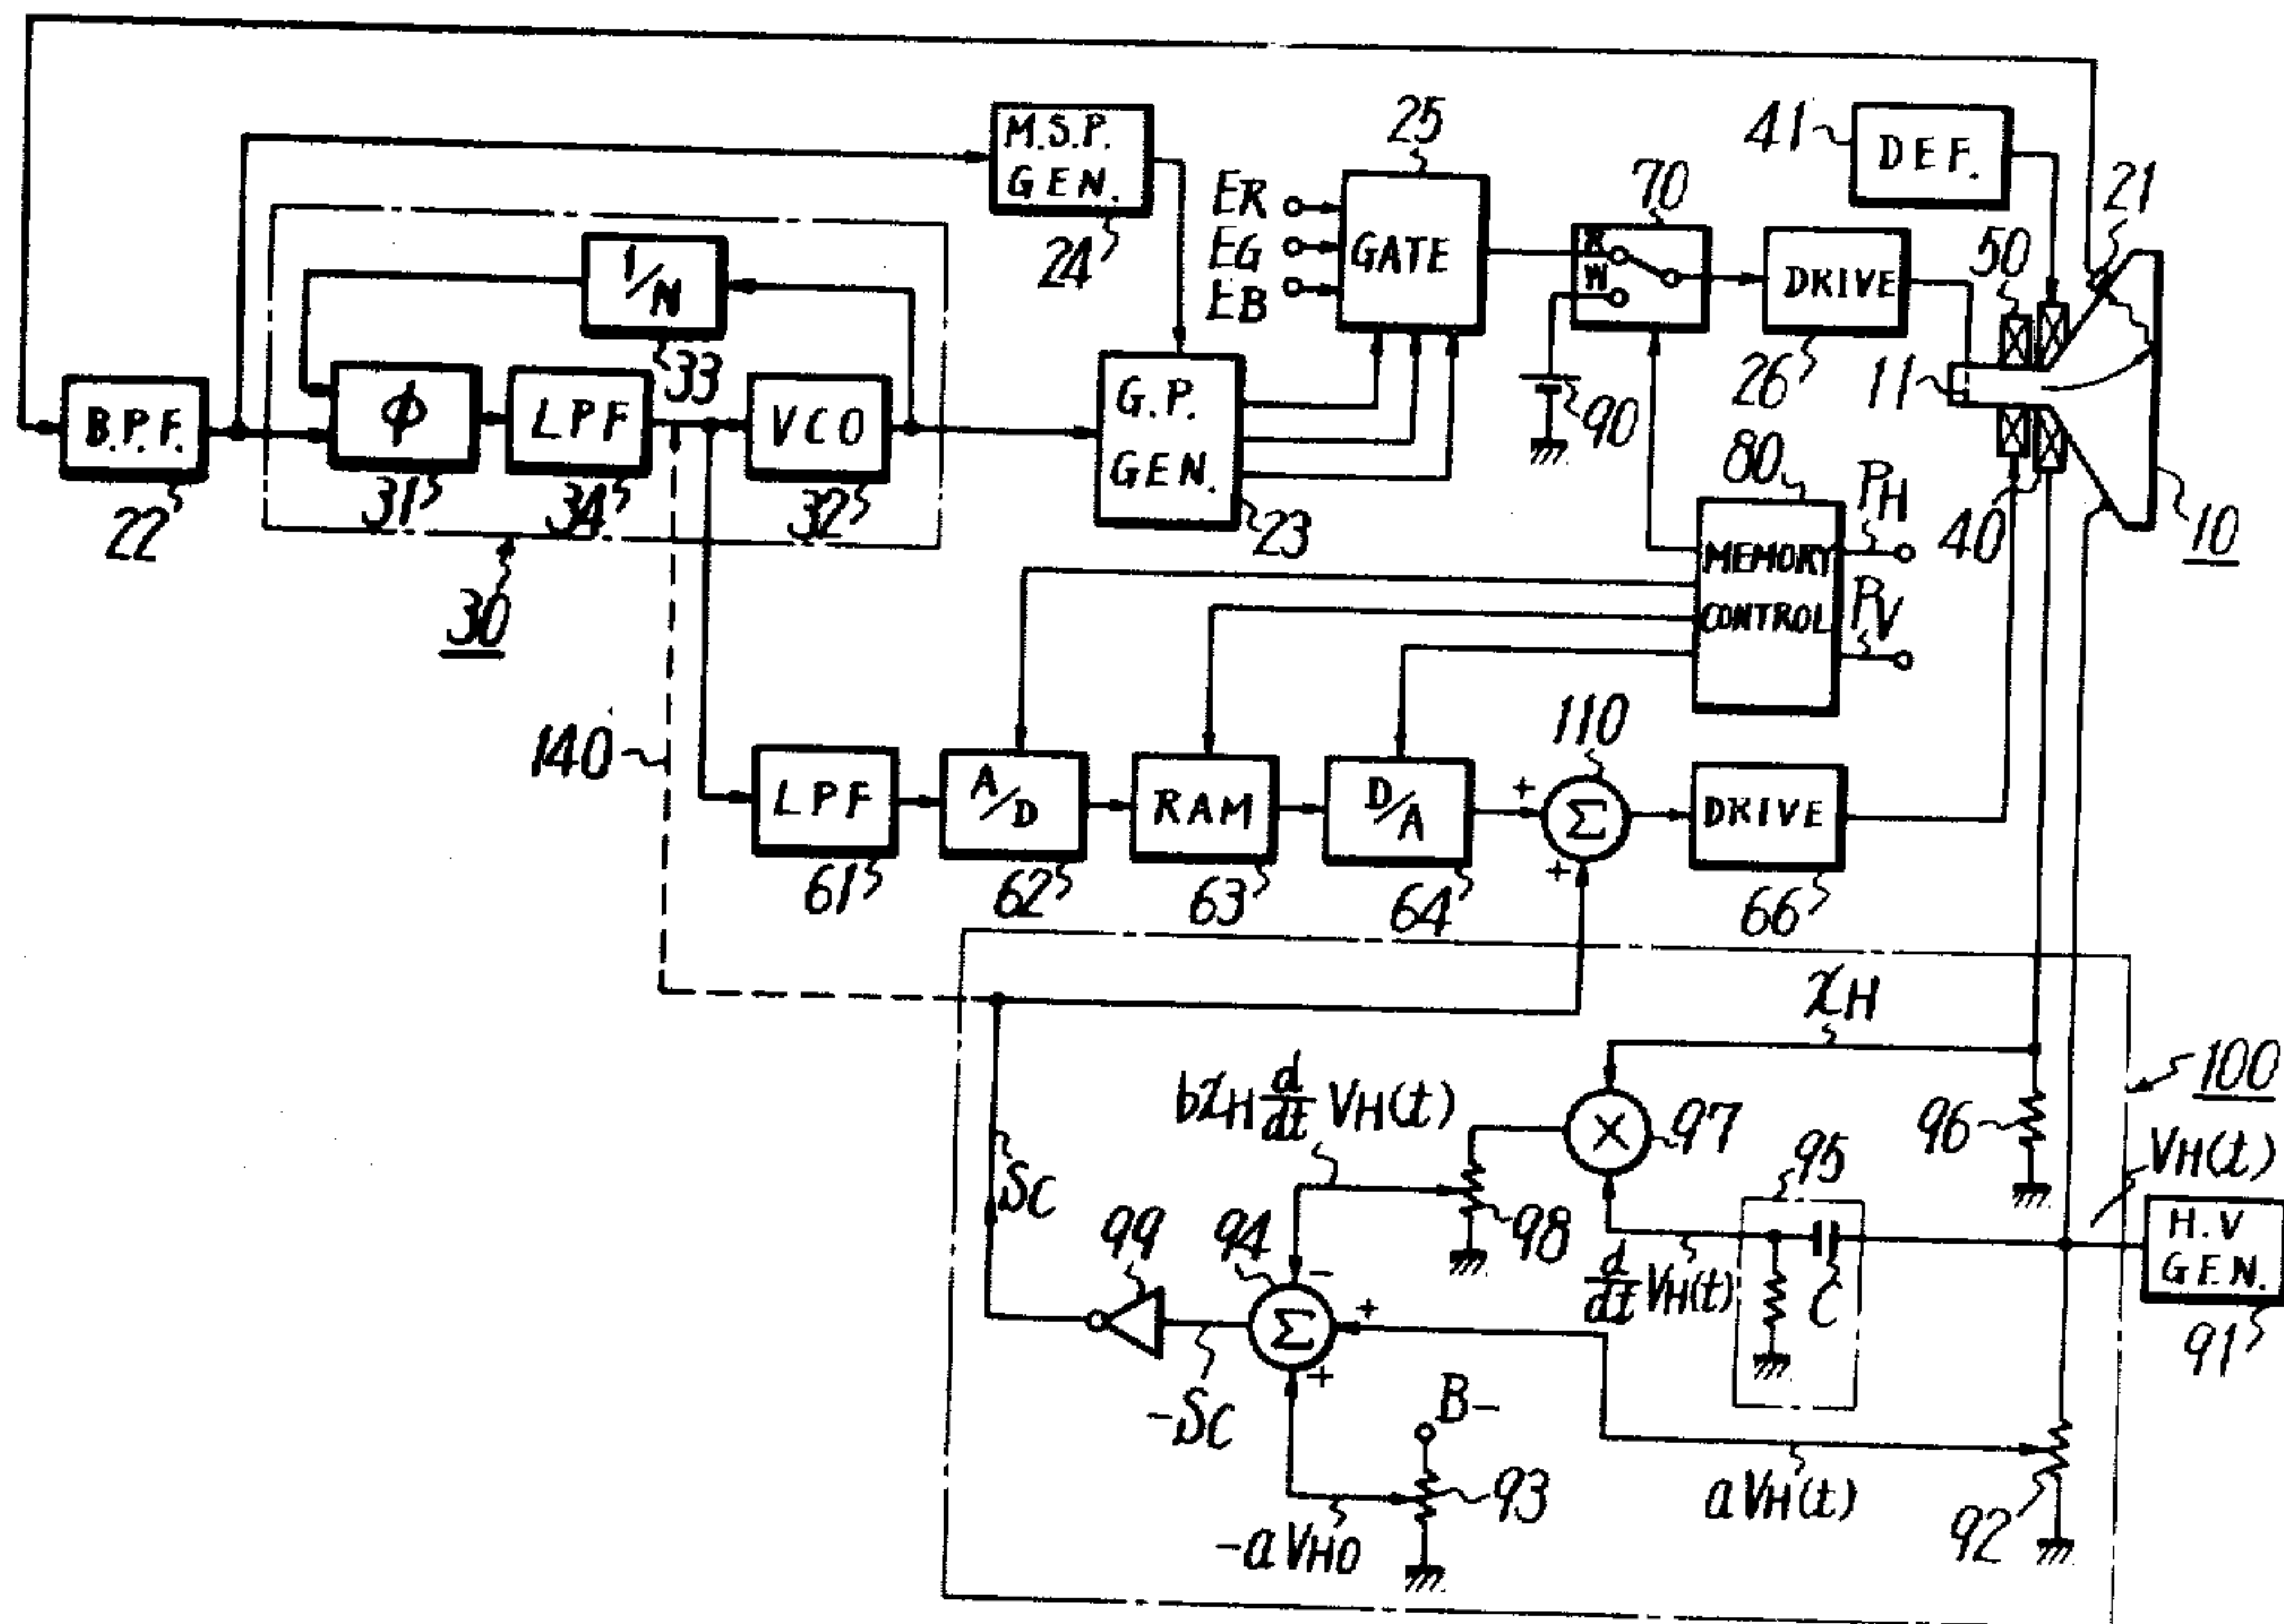 M.S.P.
GEN.
24
25
41
DEF.
21
ER
EG
EB
GATE
70
R
W
DRIVE
26
50
1/N
33
11
B.P.F.
22
ϕ
31
LPF
34
VCO
32
G.P.
GEN.
23
90
80
PH
40
10
30
MEMORY
CONTROL
PV
140
LPF
61
A/D
62
RAM
63
D/A
64
110
+
Σ
+
DRIVE
66
iH
100
biH d/dt VH(t)
×
97
96
95
VH(t)
SC
99
94
98
d/dt VH(t)
C
H.V
GEN.
91
−
Σ
+
+
-SC
B-
93
-aVHO
aVH(t)
92